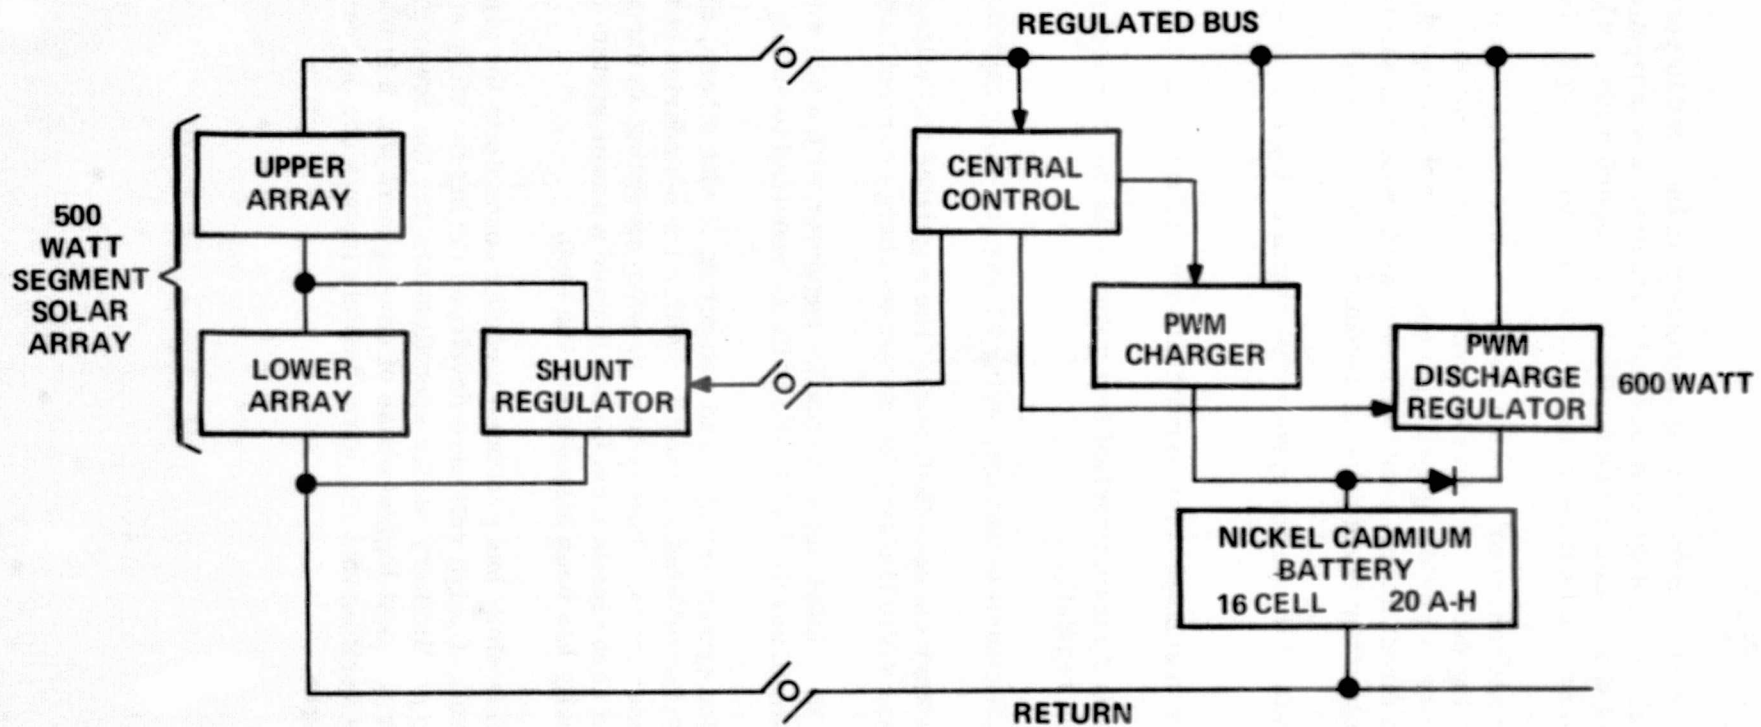 REGULATED BUS
UPPER
ARRAY
500
WATT
SEGMENT
SOLAR
ARRAY
LOWER
ARRAY
SHUNT
REGULATOR
CENTRAL
CONTROL
PWM
CHARGER
PWM
DISCHARGE
REGULATOR
600 WATT
NICKEL CADMIUM
BATTERY
16 CELL 20 A-H
RETURN